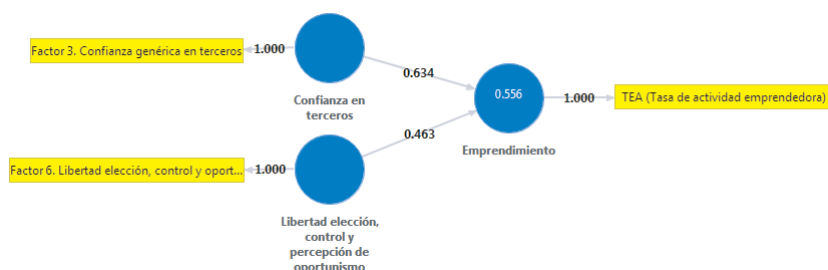 Factor 3. Confianza genérica en terceros
1.000
Confianza en
terceros
0.634
0.463
0.556
Emprendimiento
1.000
TEA (Tasa de actividad emprendedora)
Factor 6. Libertad elección, control y oport...
1.000
Libertad elección,
control y
percepción de
oportunismo